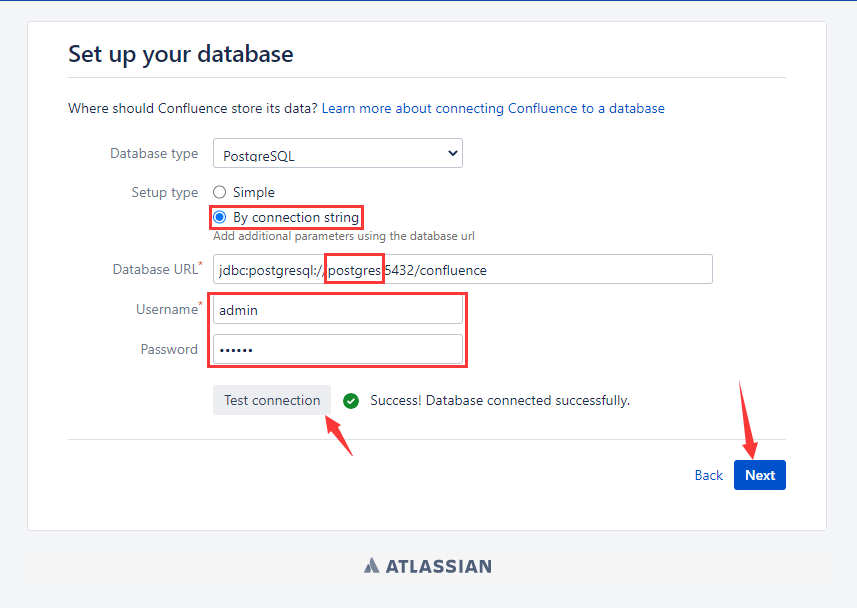 Set up your database
Where should Confluence store its data? Learn more about connecting Confluence to a database
Database type PostgreSQL
Setup type Simple
By connection string
Add additional parameters using the database url
Database URL* jdbc:postgresql://postgres:5432/confluence
Username* admin
Password ••••••
Test connection Success! Database connected successfully.
Back Next
ATLASSIAN